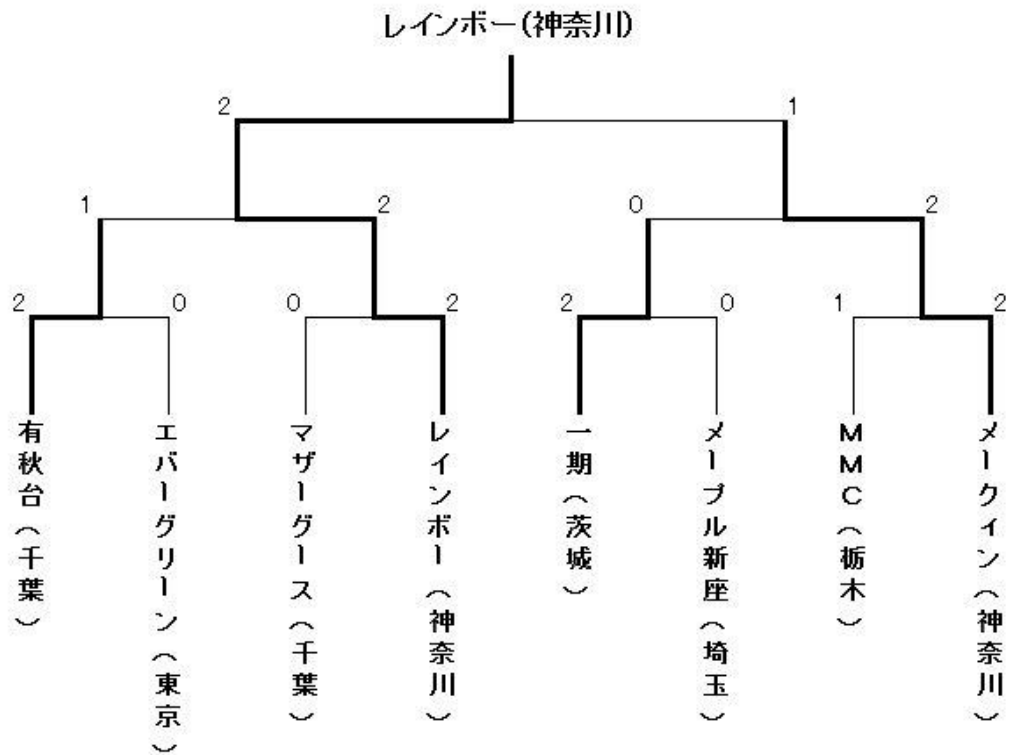 レインボー(神奈川)
2
1
1
2
0
2
2
0
0
2
2
0
1
2
有秋台(千葉)
エバーグリーン(東京)
マザーグース(千葉)
レインボー(神奈川)
一期(茨城)
メープル新座(埼玉)
MMC(栃木)
メークィン(神奈川)